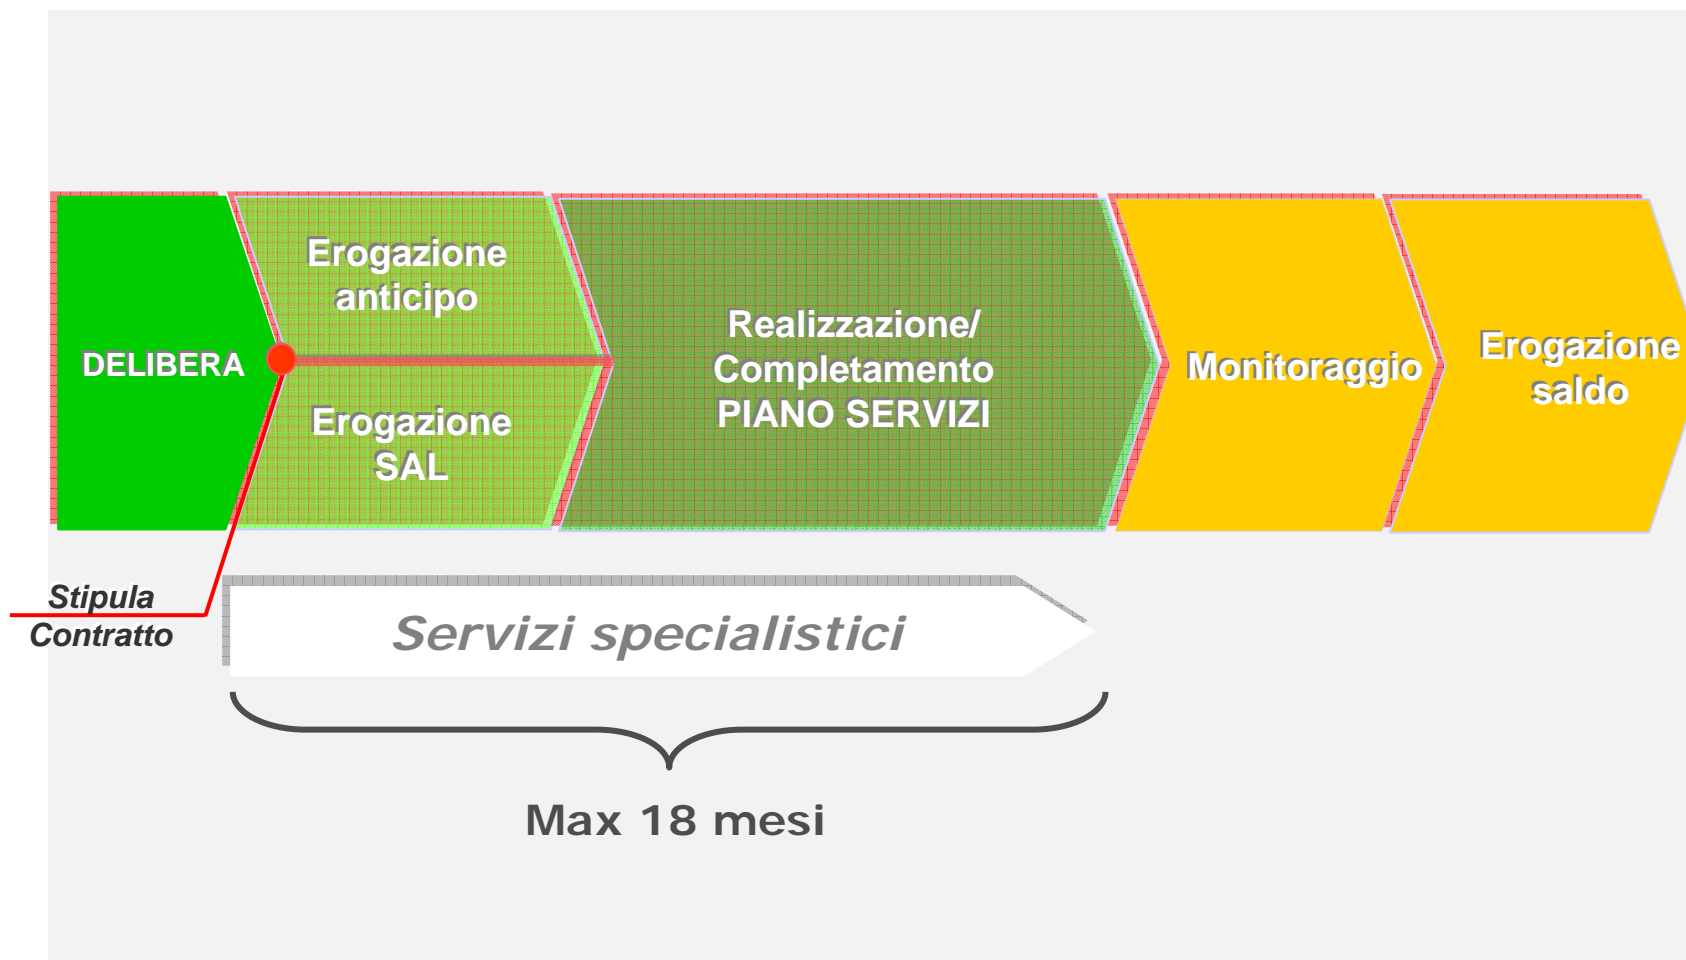 DELIBERA
Erogazione
anticipo
Erogazione
SAL
Realizzazione/
Completamento
PIANO SERVIZI
Monitoraggio
Erogazione
saldo
Stipula
Contratto
Servizi specialistici
Max 18 mesi